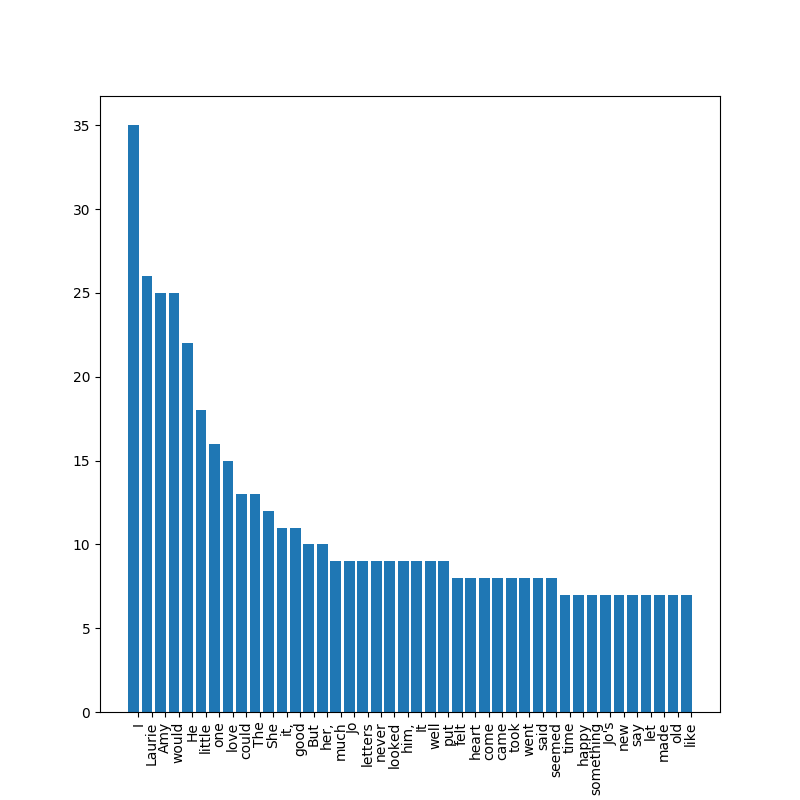 35
30
25
20
15
10
5
0
I
Laurie
Amy
would
He
little
one
love
could
The
She
it,
good
But
her,
much
Jo
letters
never
looked
him,
It
well
put
felt
heart
come
came
took
went
said
seemed
time
happy
something
Jo's
new
say
let
made
old
like